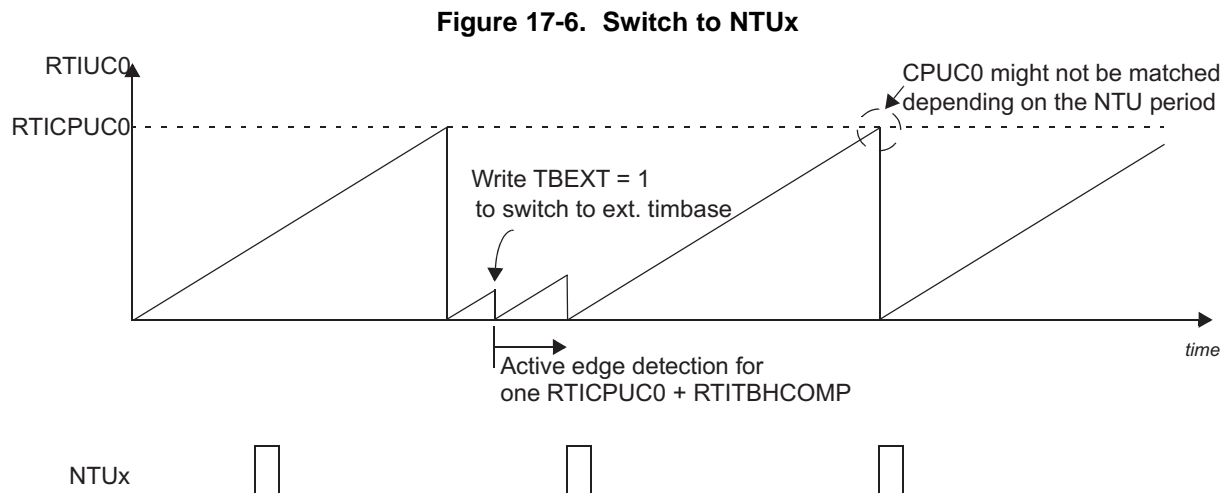 Figure 17-6. Switch to NTUx
RTIUC0
CPUC0 might not be matched
depending on the NTU period
RTICPUC0
Write TBEXT = 1
to switch to ext. timbase
time
Active edge detection for
one RTICPUC0 + RTITBHCOMP
NTUx